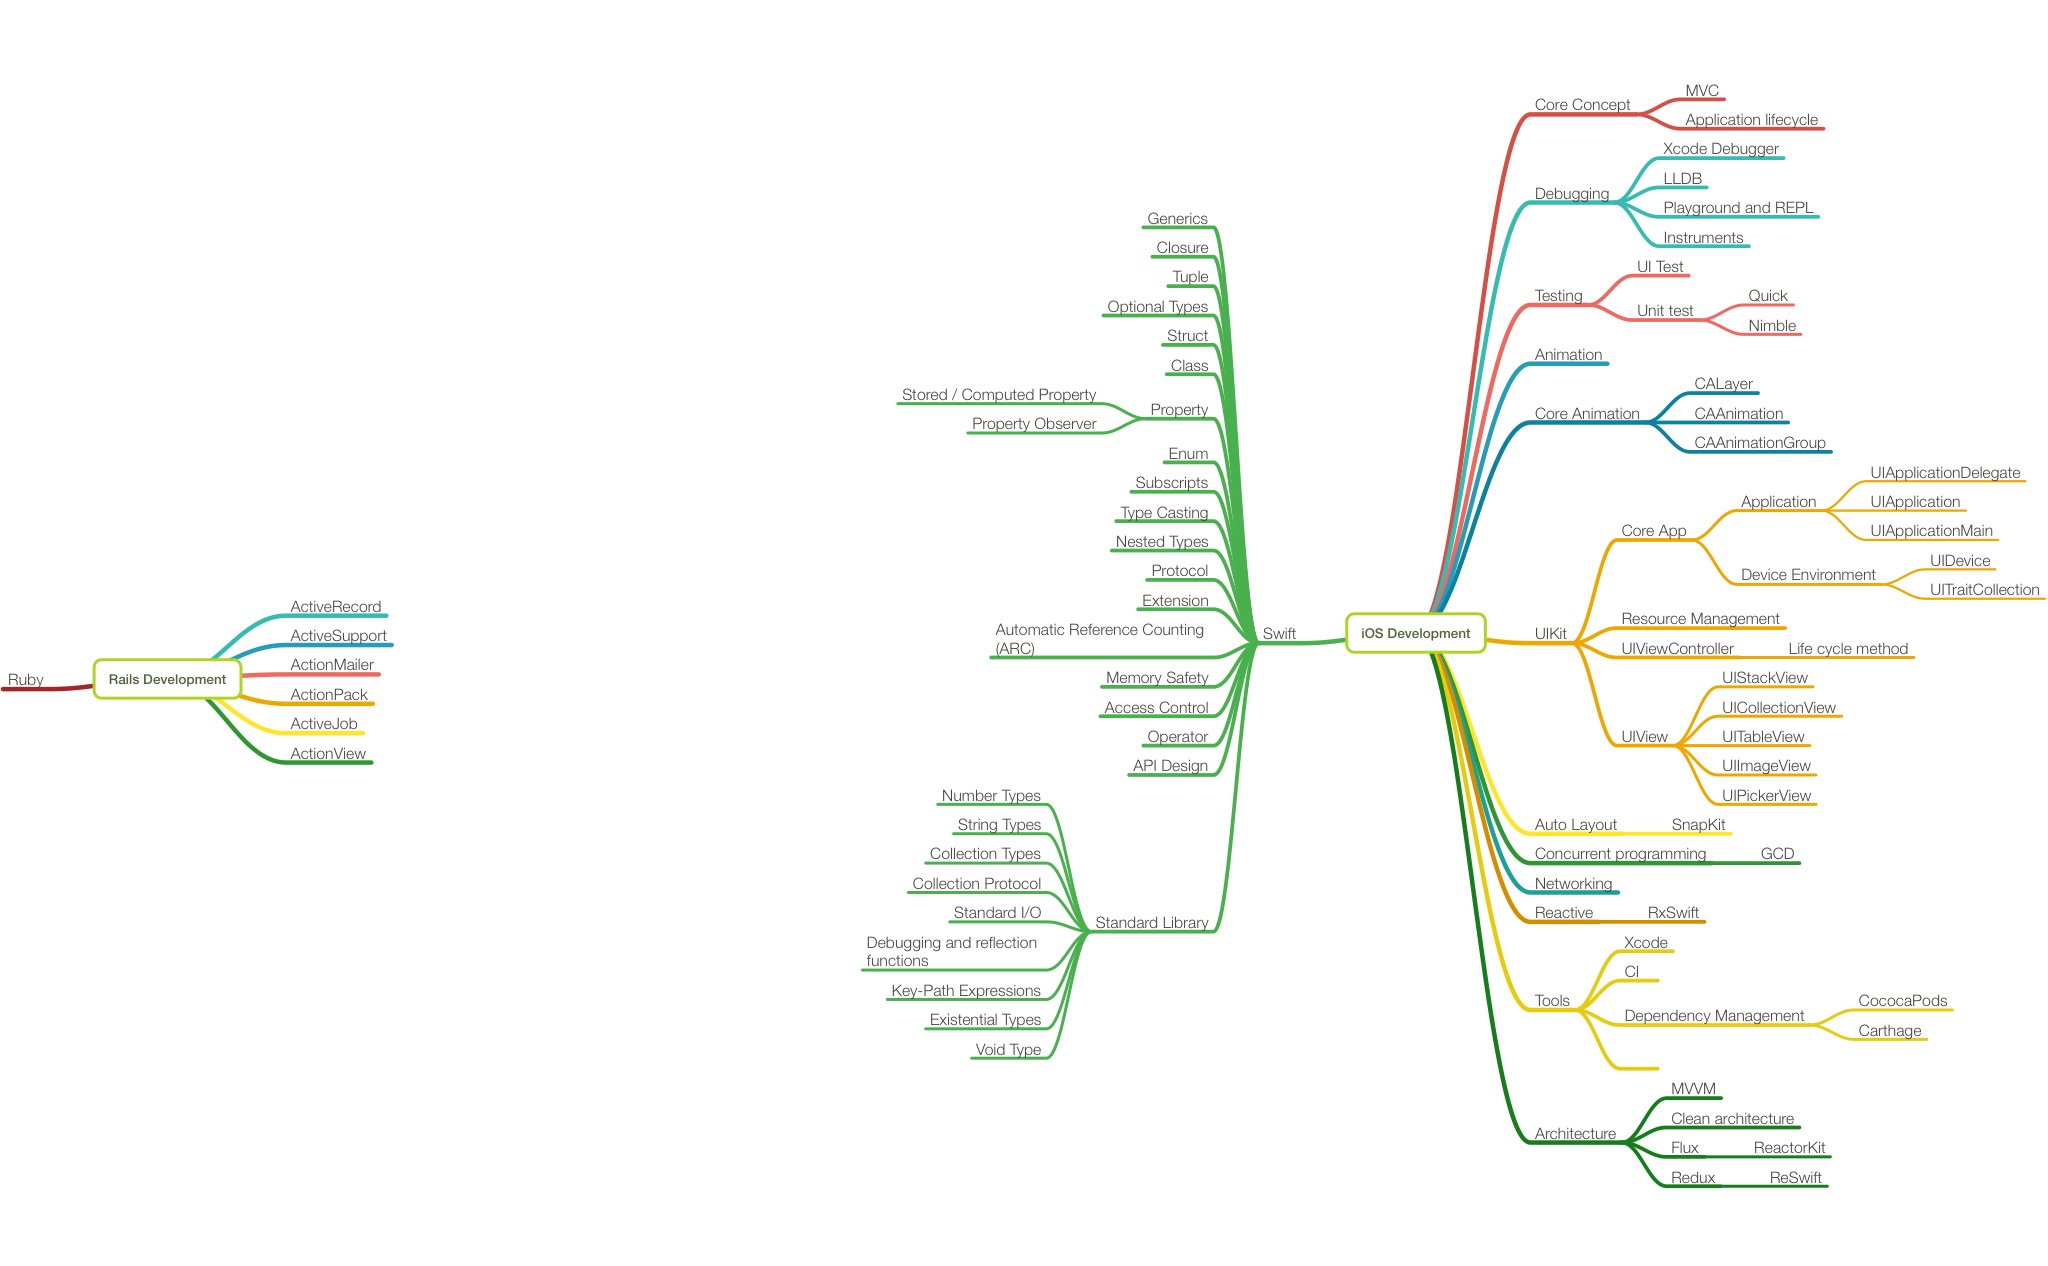 Ruby
Rails Development
ActiveRecord
ActiveSupport
ActionMailer
ActionPack
ActiveJob
ActionView
iOS Development
Swift
Generics
Closure
Tuple
Optional Types
Struct
Class
Property
Stored / Computed Property
Property Observer
Enum
Subscripts
Type Casting
Nested Types
Protocol
Extension
Automatic Reference Counting
(ARC)
Memory Safety
Access Control
Operator
API Design
Standard Library
Number Types
String Types
Collection Types
Collection Protocol
Standard I/O
Debugging and reflection
functions
Key-Path Expressions
Existential Types
Void Type
Core Concept
MVC
Application lifecycle
Debugging
Xcode Debugger
LLDB
Playground and REPL
Instruments
Testing
UI Test
Unit test
Quick
Nimble
Animation
Core Animation
CALayer
CAAnimation
CAAnimationGroup
UIKit
Core App
Application
UIApplicationDelegate
UIApplication
UIApplicationMain
Device Environment
UIDevice
UITraitCollection
Resource Management
UIViewController
Life cycle method
UIView
UIStackView
UICollectionView
UITableView
UIImageView
UIPickerView
Auto Layout
SnapKit
Concurrent programming
GCD
Networking
Reactive
RxSwift
Tools
Xcode
CI
Dependency Management
CococaPods
Carthage
Architecture
MVVM
Clean architecture
Flux
ReactorKit
Redux
ReSwift